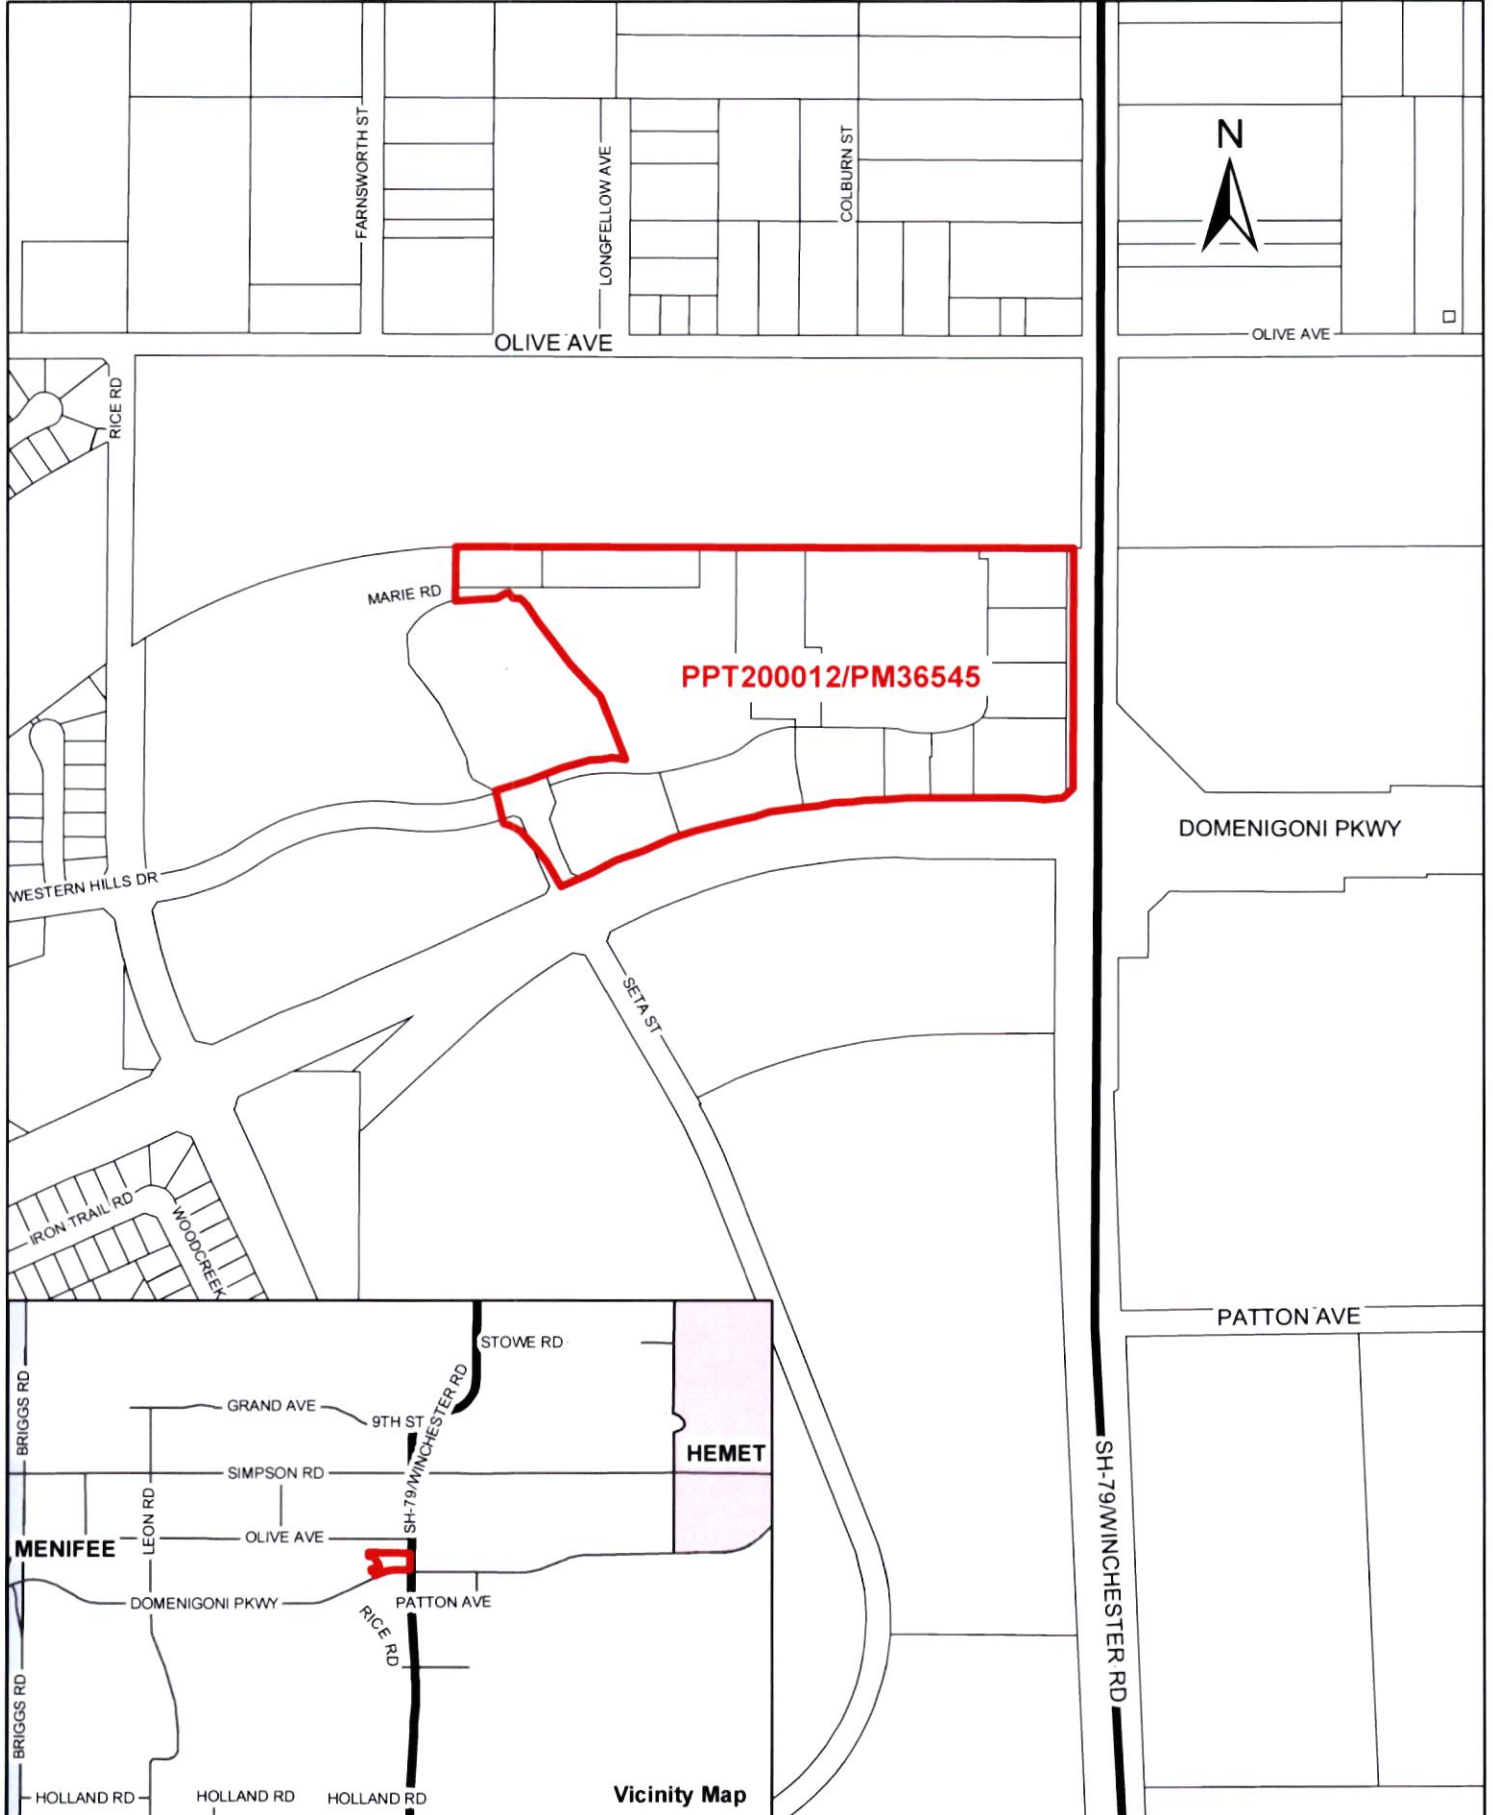 FARNSWORTH ST
LONGFELLOW AVE
COLBURN ST
N
OLIVE AVE
OLIVE AVE
RICE RD
MARIE RD
PPT200012/PM36545
DOMENIGONI PKWY
WESTERN HILLS DR
SETA ST
IRON TRAIL RD
WOODCREEK
PATTON AVE
SH-79/WINCHESTER RD
STOWE RD
BRIGGS RD
GRAND AVE
9TH ST
SH-79/WINCHESTER RD
HEMET
SIMPSON RD
LEON RD
OLIVE AVE
MENIFEE
DOMENIGONI PKWY
PATTON AVE
RICE RD
BRIGGS RD
HOLLAND RD
HOLLAND RD
HOLLAND RD
Vicinity Map